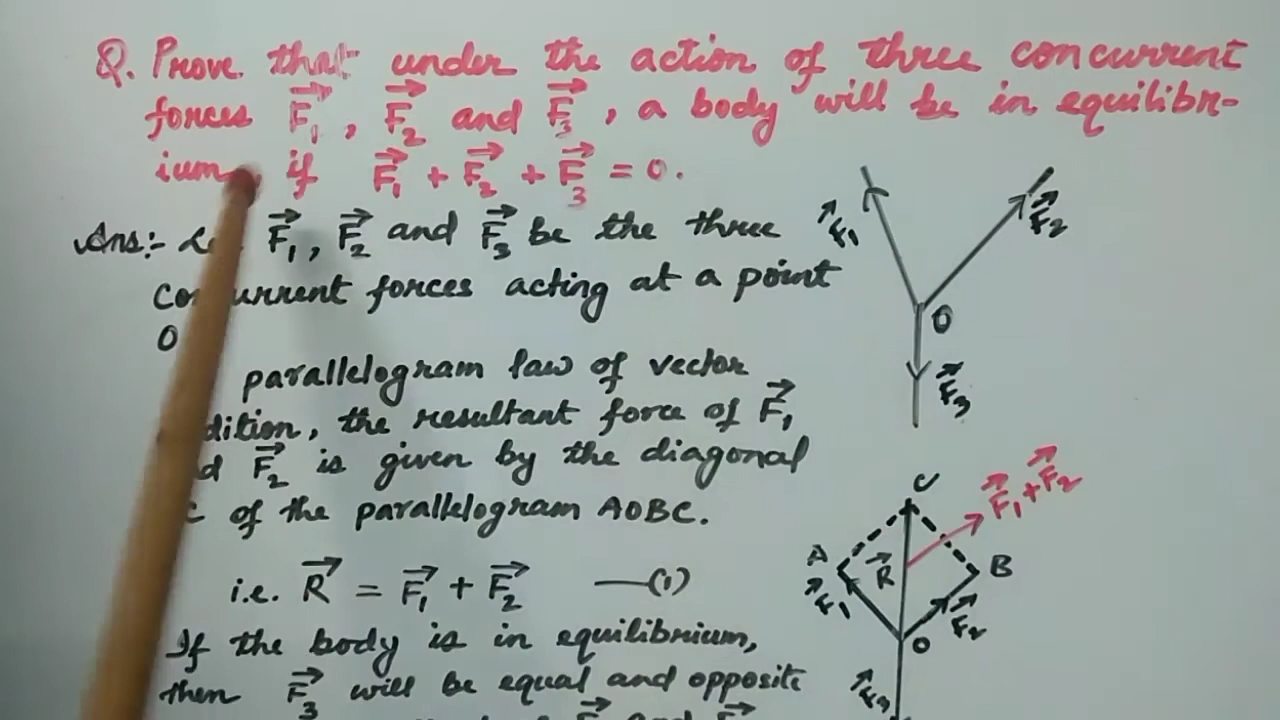 Q. Prove that under the action of three concurrent
forces F₁, F₂ and F₃, a body will be in equilibr-
ium, if F₁ + F₂ + F₃ = 0.
Ans:- F₁, F₂ and F₃ be the three
forces acting at a point
O
parallelogram law of vector
, the resultant force of F₁
F₂ is given by the diagonal
of the parallelogram AOBC.
i.e. R = F₁ + F₂ —(1)
If the body is in equilibrium,
then F₃ will be equal and opposite
F₁
F₂
O
F₃
C
F₁ + F₂
A
R
B
F₁
F₂
O
F₃